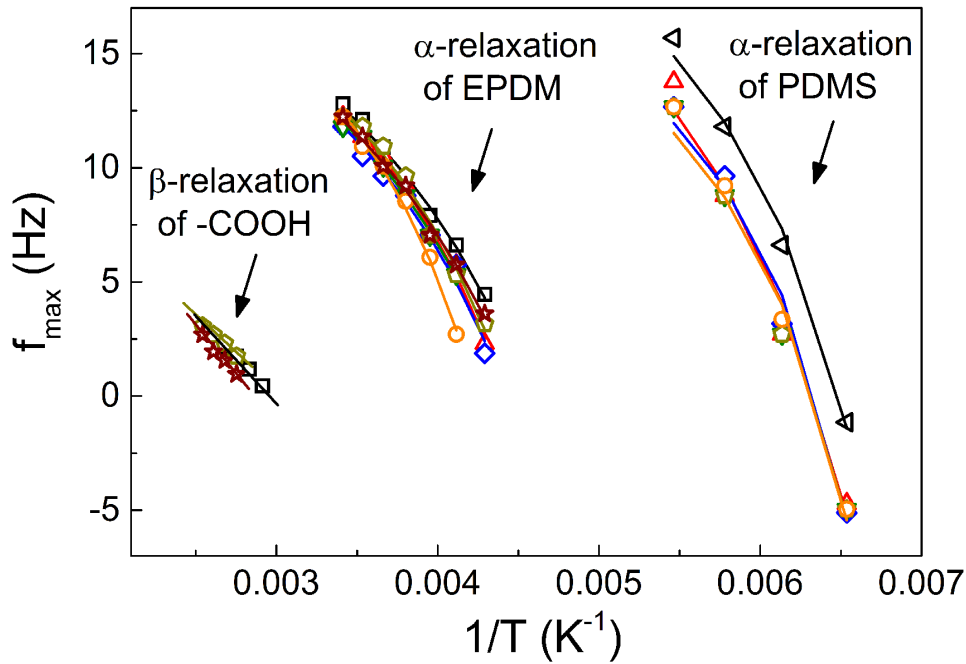 α-relaxation
of EPDM
α-relaxation
of PDMS
β-relaxation
of -COOH
f_max (Hz)
15
10
5
0
-5
0.003
0.004
0.005
0.006
0.007
1/T (K⁻¹)